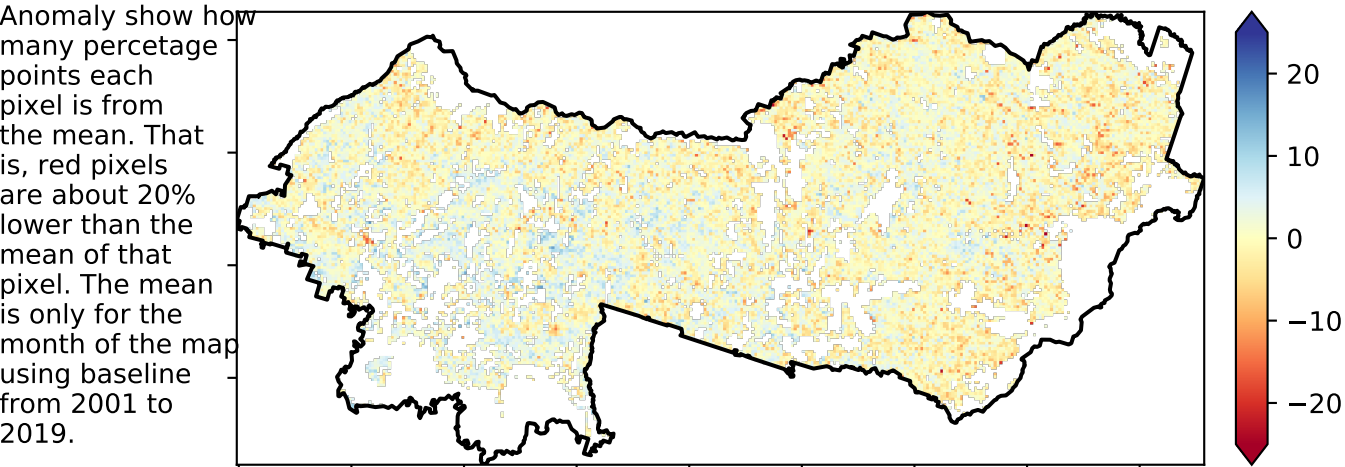 Anomaly show how
many percetage
points each
pixel is from
the mean. That
is, red pixels
are about 20%
lower than the
mean of that
pixel. The mean
is only for the
month of the map
using baseline
from 2001 to
2019.
20
10
0
−10
−20